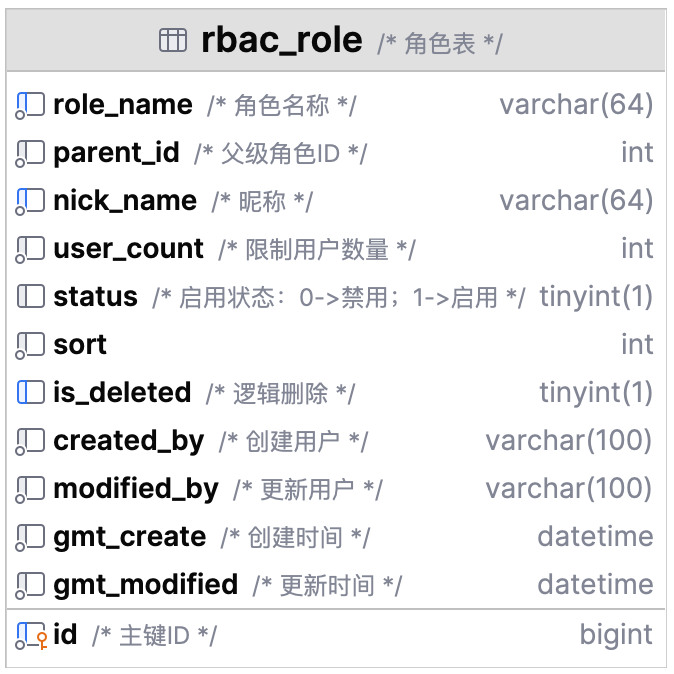 rbac_role /* 角色表 */
role_name /* 角色名称 */ varchar(64)
parent_id /* 父级角色ID */ int
nick_name /* 昵称 */ varchar(64)
user_count /* 限制用户数量 */ int
status /* 启用状态：0->禁用；1->启用 */ tinyint(1)
sort int
is_deleted /* 逻辑删除 */ tinyint(1)
created_by /* 创建用户 */ varchar(100)
modified_by /* 更新用户 */ varchar(100)
gmt_create /* 创建时间 */ datetime
gmt_modified /* 更新时间 */ datetime
id /* 主键ID */ bigint